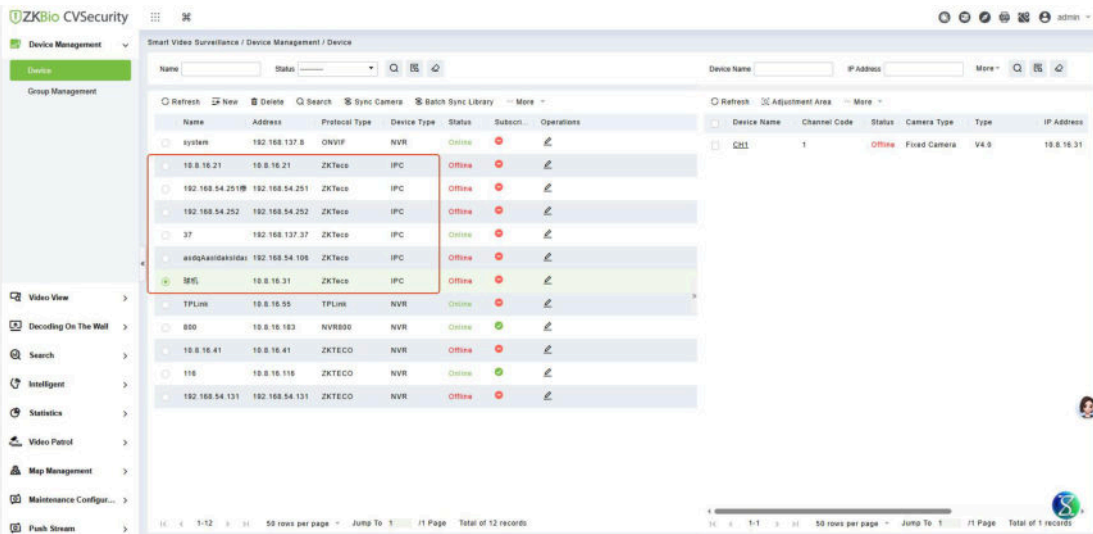 ZKBio CVSecurity
admin
Device Management
Device
Group Management
Video View
Decoding On The Wall
Search
Intelligent
Statistics
Video Patrol
Map Management
Maintenance Configur...
Push Stream
Smart Video Surveillance / Device Management / Device
Name Status ---------
Refresh New Delete Search Sync Camera Batch Sync Library More
Name Address Protocol Type Device Type Status Subscri... Operations
system 192.168.137.8 ONVIF NVR Online
10.8.16.21 10.8.16.21 ZKTeco IPC Offline
192.168.54.251 192.168.54.251 ZKTeco IPC Offline
192.168.54.252 192.168.54.252 ZKTeco IPC Offline
37 192.168.137.37 ZKTeco IPC Online
192.168.54.106 ZKTeco IPC Offline
球机 10.8.16.31 ZKTeco IPC Offline
TPLink 10.8.16.55 TPLink NVR Online
800 10.8.16.183 NVR800 NVR Online
10.8.16.41 10.8.16.41 ZKTECO NVR Offline
116 10.8.16.116 ZKTECO NVR Online
192.168.54.131 192.168.54.131 ZKTECO NVR Offline
1-12 50 rows per page Jump To 1 /1 Page Total of 12 records
Device Name IP Address More
Refresh Adjustment Area More
Device Name Channel Code Status Camera Type Type IP Address
CH1 1 Offline Fixed Camera V4.0 10.8.16.31
1-1 50 rows per page Jump To 1 /1 Page Total of 1 records